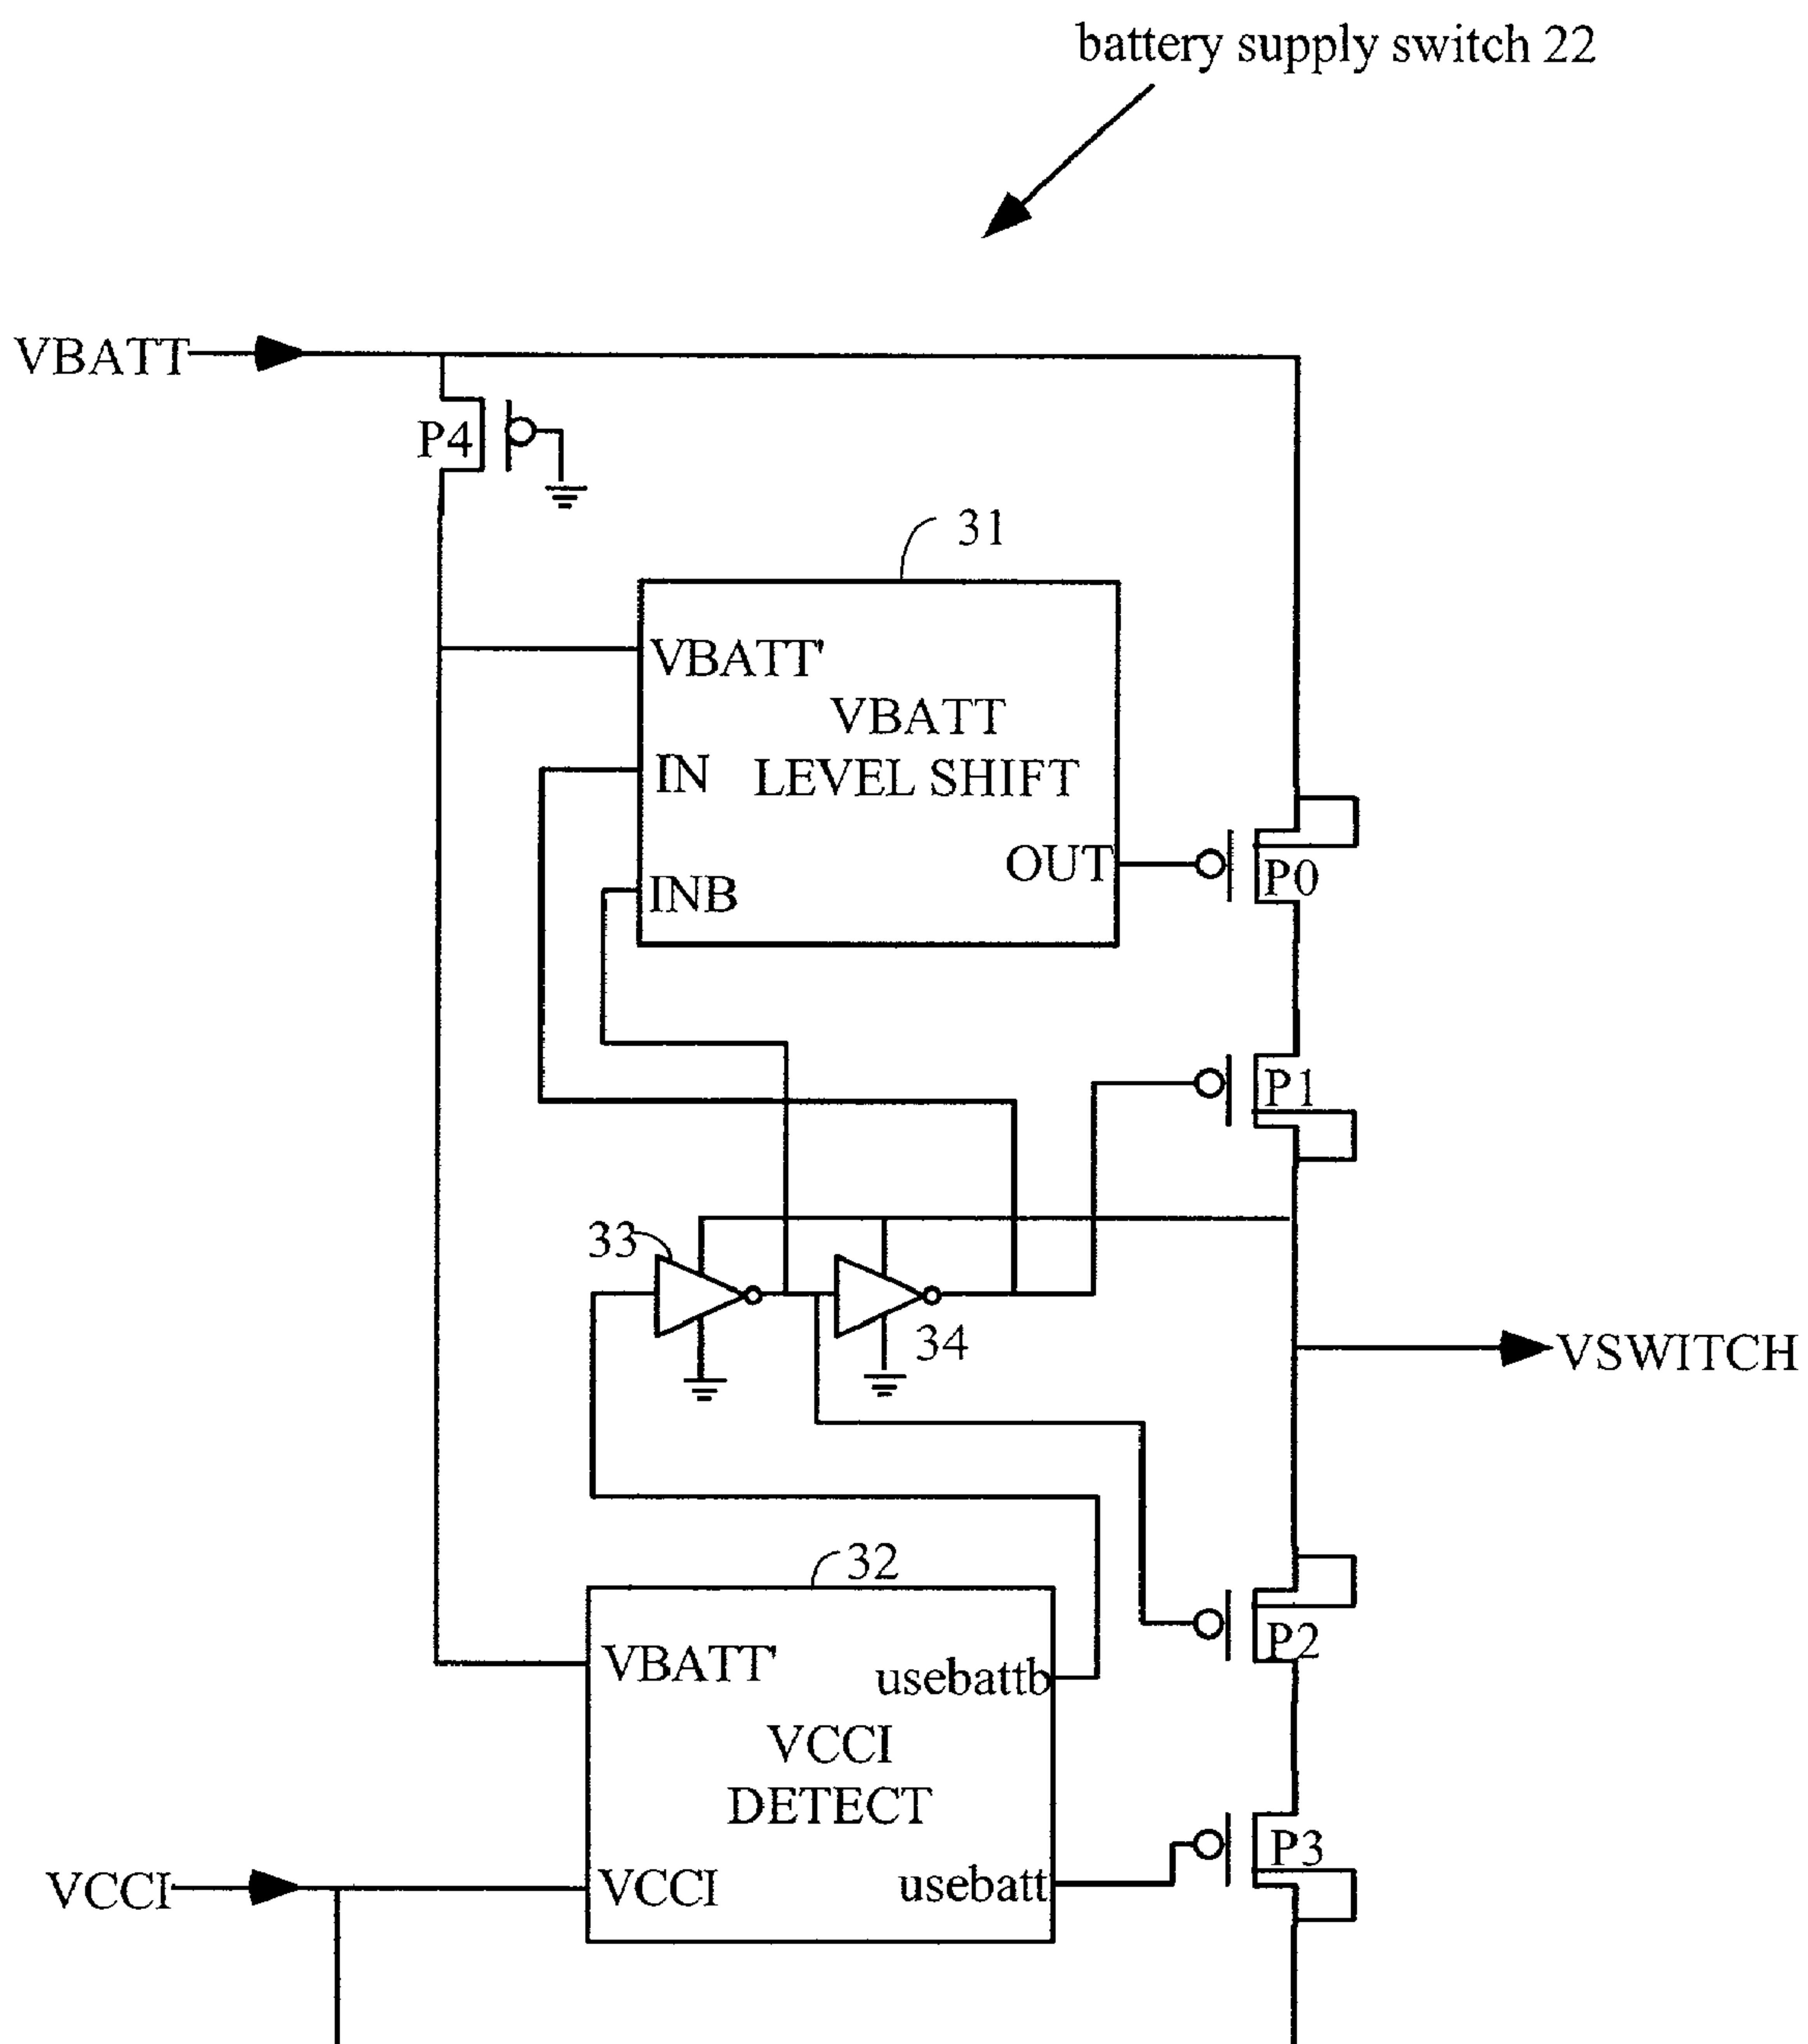 battery supply switch 22
VBATT
P4
31
VBATT'
VBATT
LEVEL SHIFT
IN
INB
OUT
P0
P1
33
34
VSWITCH
32
VBATT'
usebattb
P2
VCCI
DETECT
P3
VCCI
VCCI
usebatt